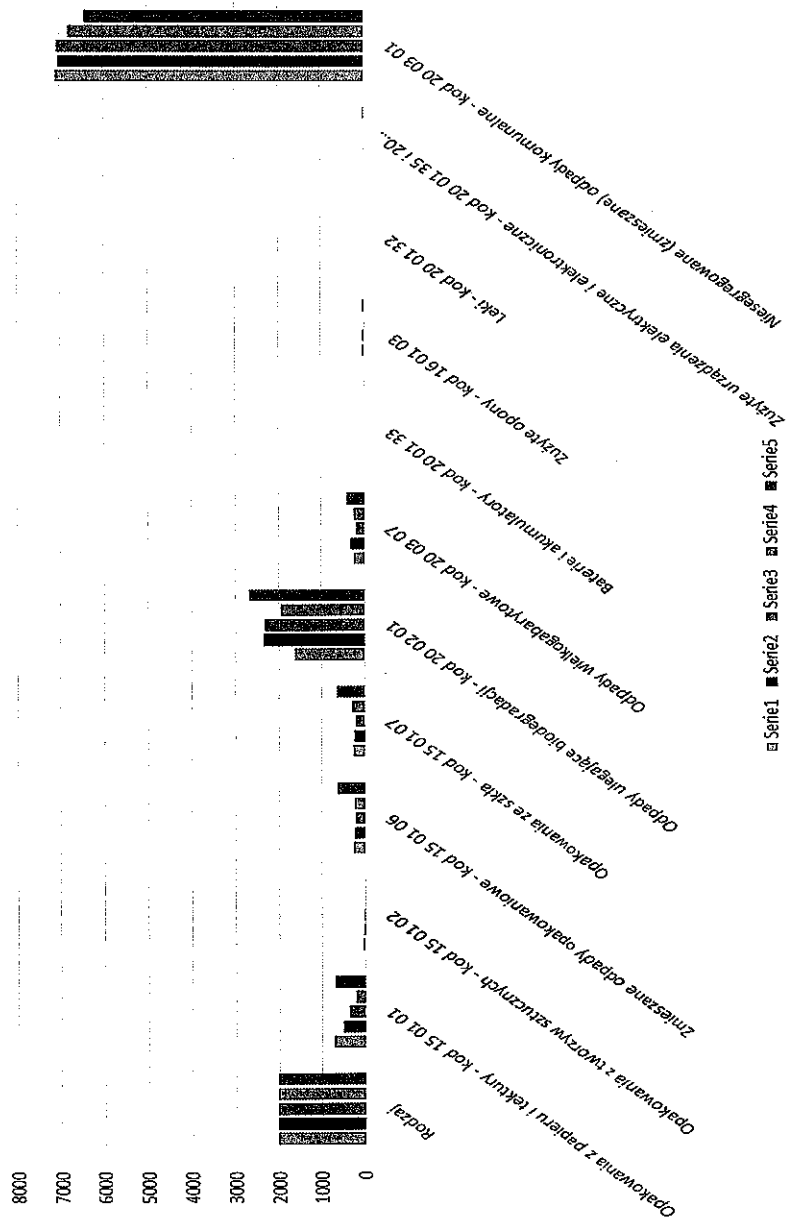 8000
7000
6000
5000
4000
3000
2000
1000
0
Rodzaj
Opakowania z papieru i tektury - kod 15 01 01
Opakowania z tworzyw sztucznych - kod 15 01 02
Zmieszane odpady opakowaniowe - kod 15 01 06
Opakowania ze szkła - kod 15 01 07
Odpady ulegające biodegradacji - kod 20 02 01
Odpady wielkogabarytowe - kod 20 03 07
Baterie i akumulatory - kod 20 01 33
Zużyte opony - kod 16 01 03
Leki - kod 20 01 32
Zużyte urządzenia elektryczne i elektroniczne - kod 20 01 35 i 20...
Niesegregowane (zmieszane) odpady komunalne - kod 20 03 01
Serie1 Serie2 Serie3 Serie4 Serie5